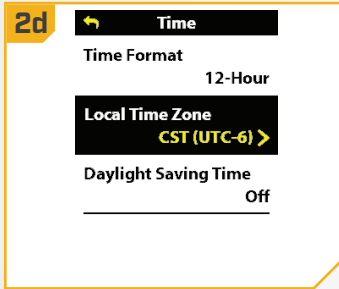 2d
Time
Time Format
12-Hour
Local Time Zone
CST (UTC-6)
Daylight Saving Time
Off